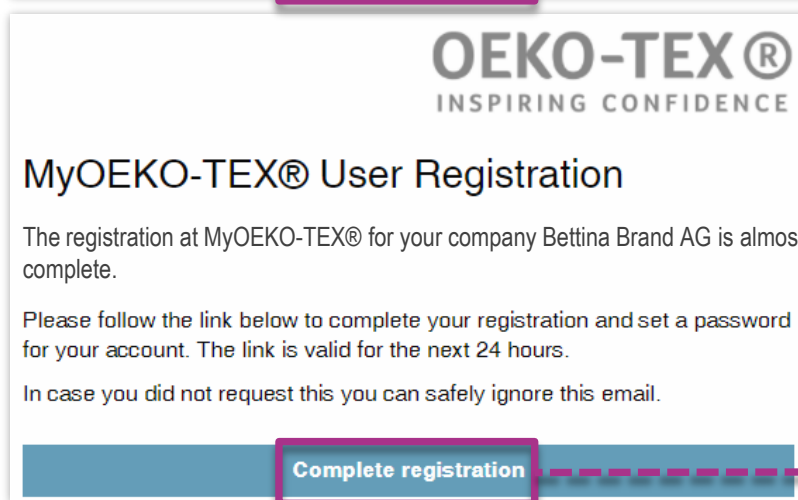 OEKO-TEX®
INSPIRING CONFIDENCE
MyOEKO-TEX® User Registration
The registration at MyOEKO-TEX® for your company Bettina Brand AG is almos
complete.
Please follow the link below to complete your registration and set a password
for your account. The link is valid for the next 24 hours.
In case you did not request this you can safely ignore this email.
Complete registration